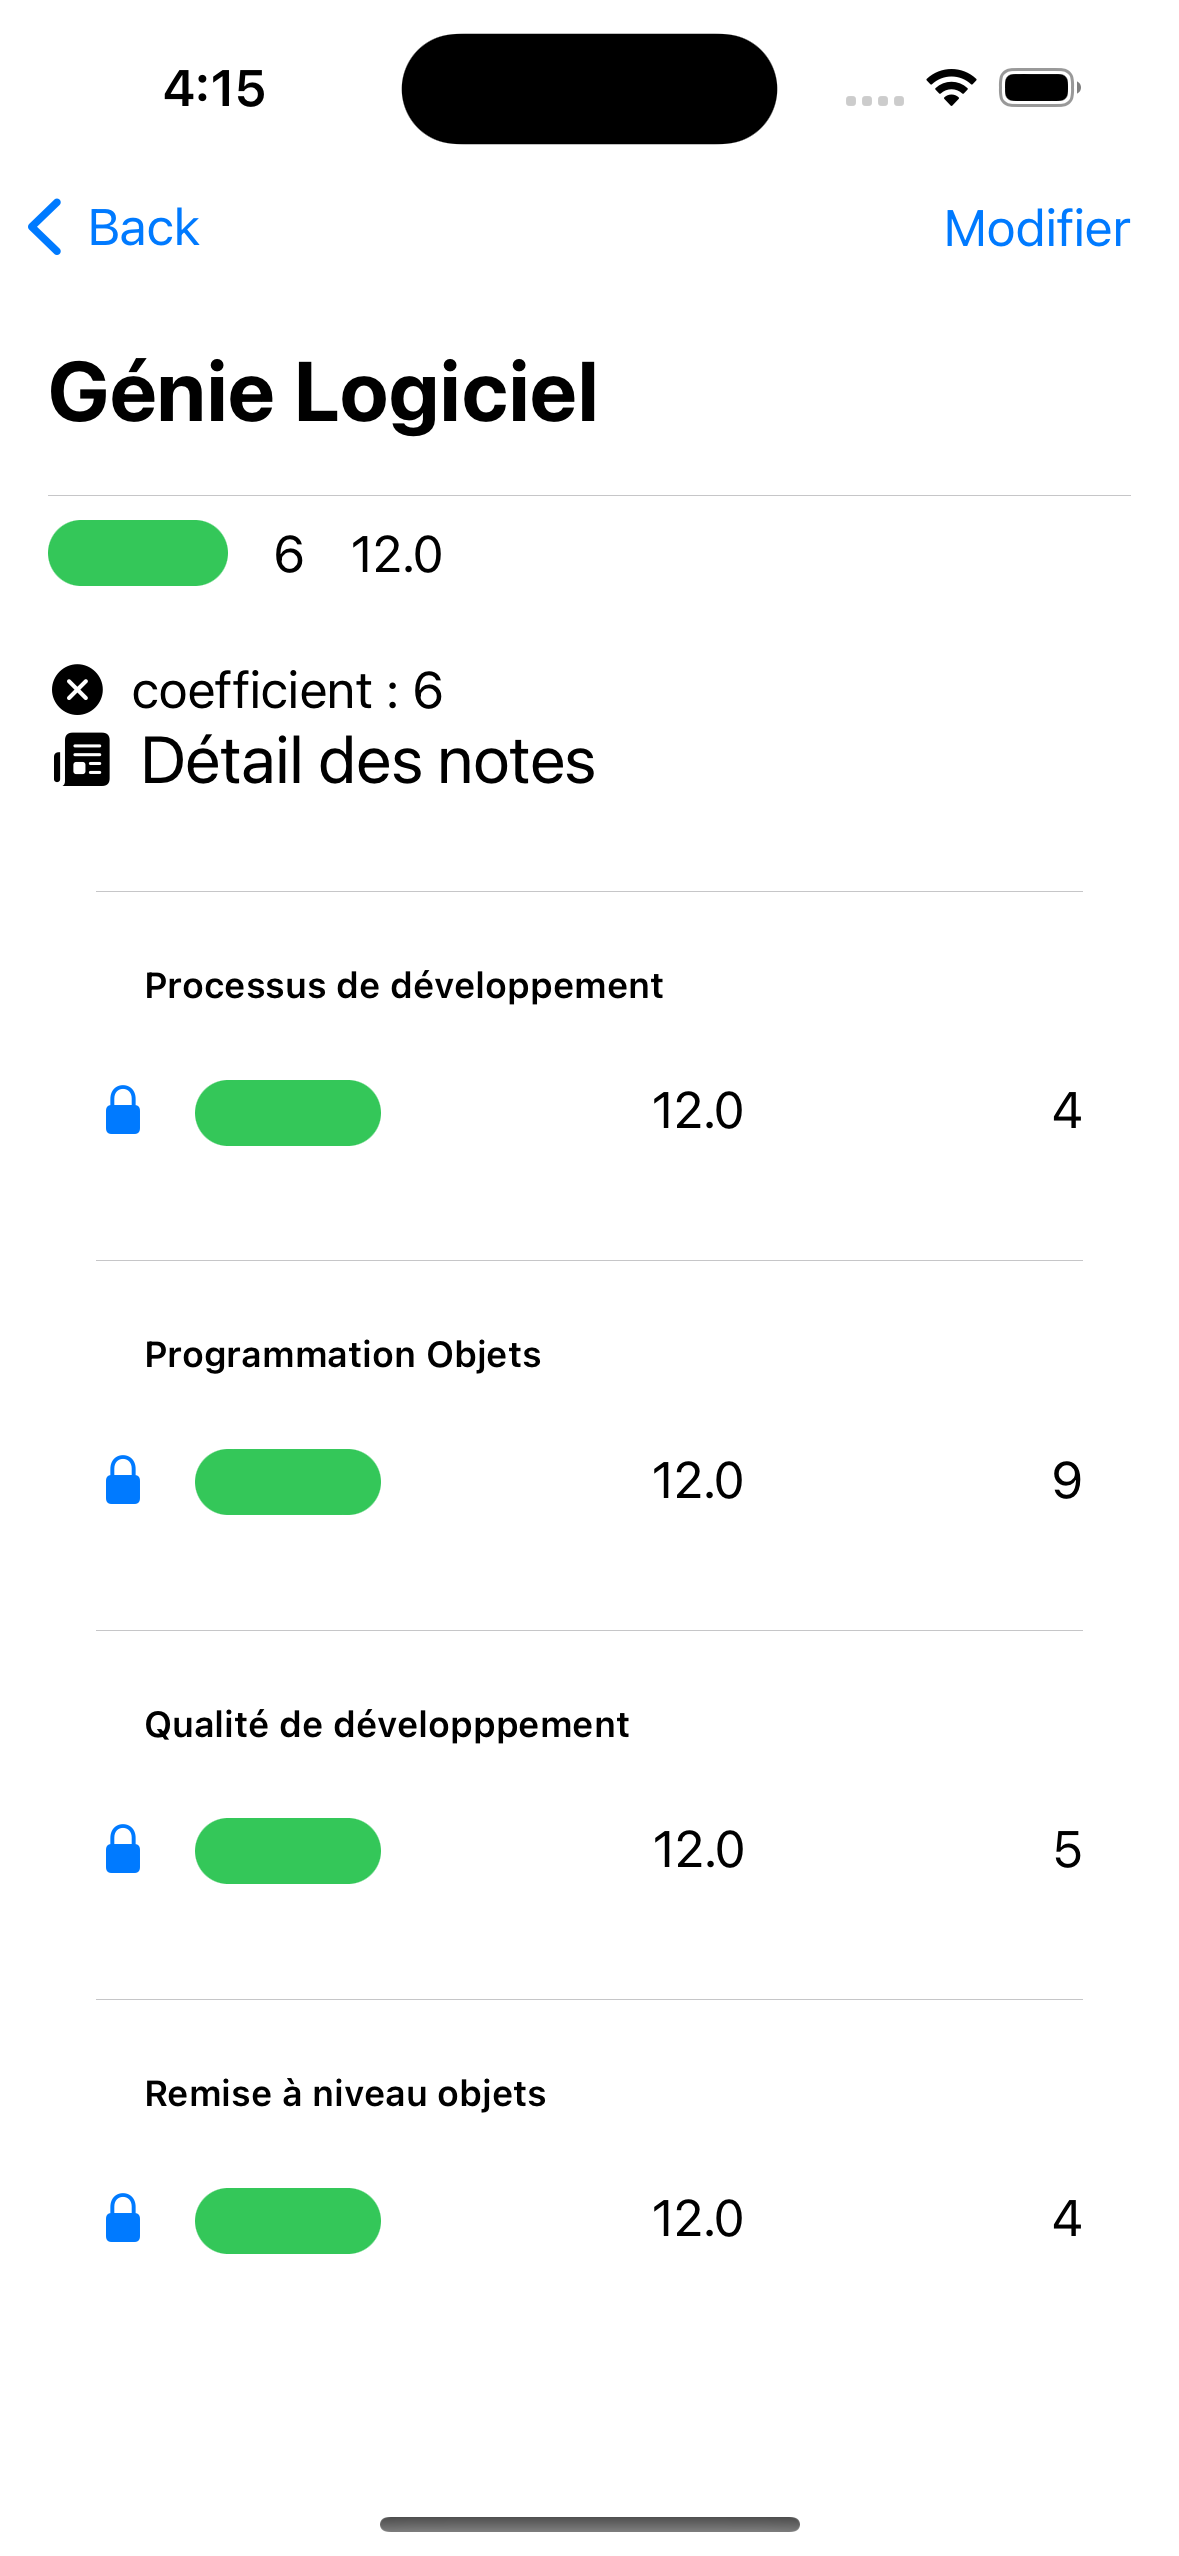 4:15
Back
Modifier
Génie Logiciel
6 12.0
coefficient : 6
Détail des notes
Processus de développement
12.0 4
Programmation Objets
12.0 9
Qualité de développpement
12.0 5
Remise à niveau objets
12.0 4